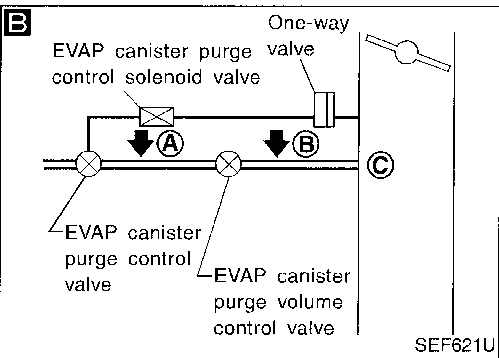 B
One-way
valve
EVAP canister purge
control solenoid valve
A
B
C
EVAP canister
purge control
valve
EVAP canister
purge volume
control valve
SEF621U